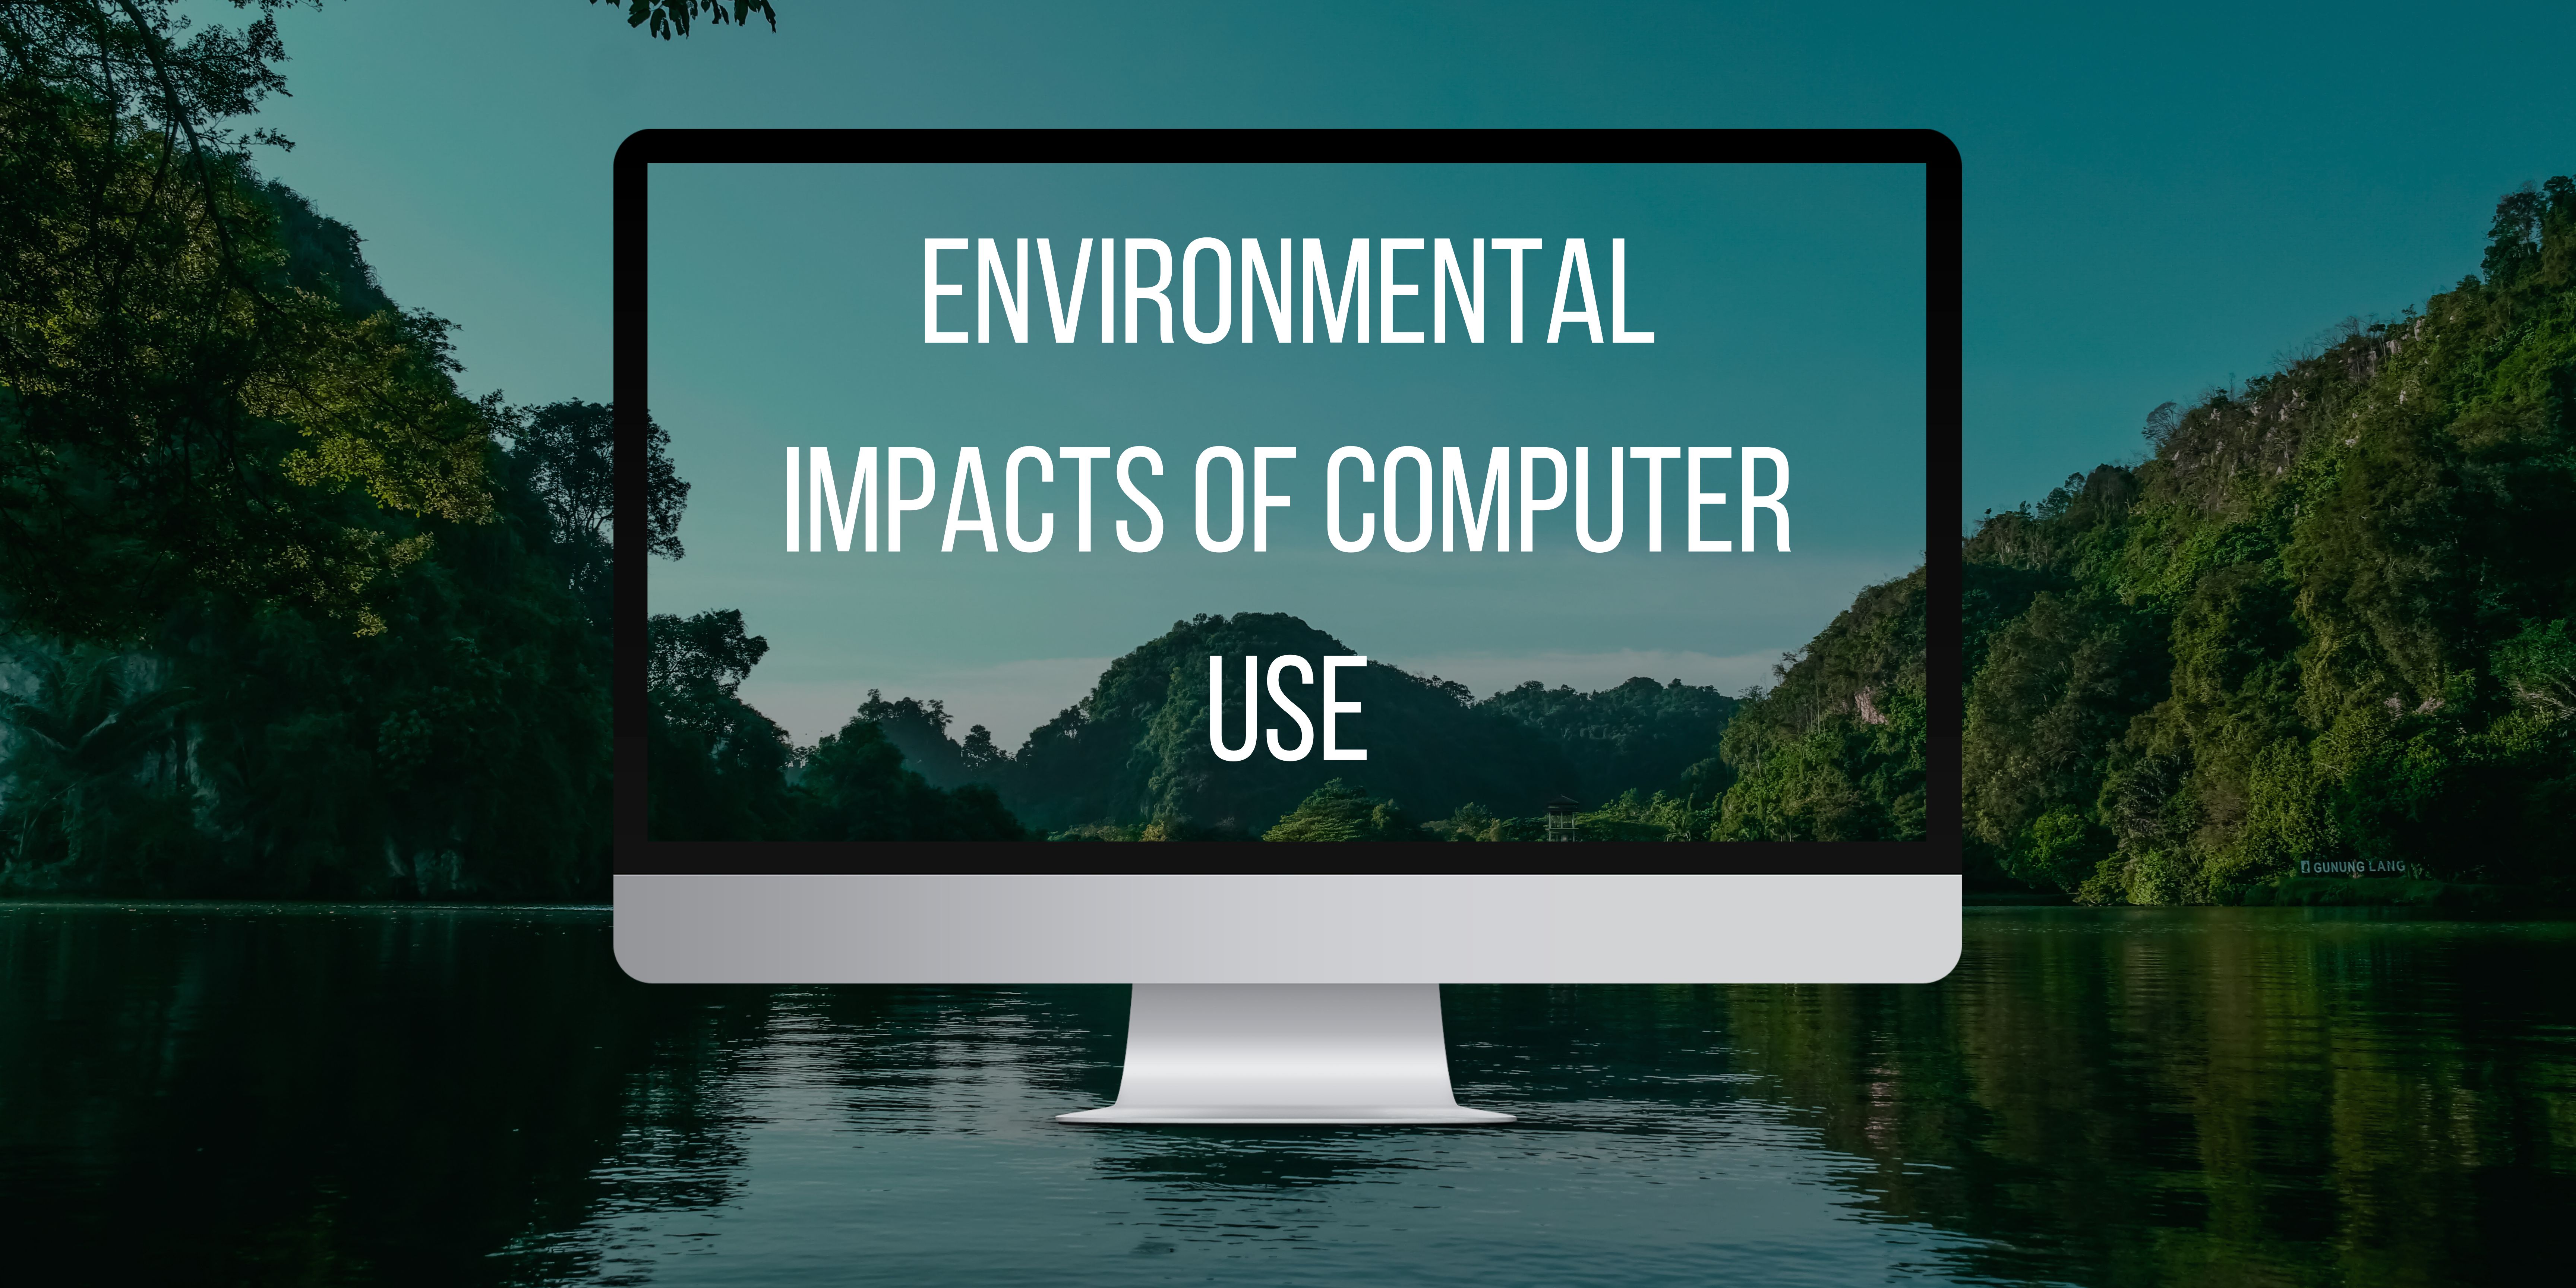 ENVIRONMENTAL
IMPACTS OF COMPUTER
USE
GUNUNG LANG